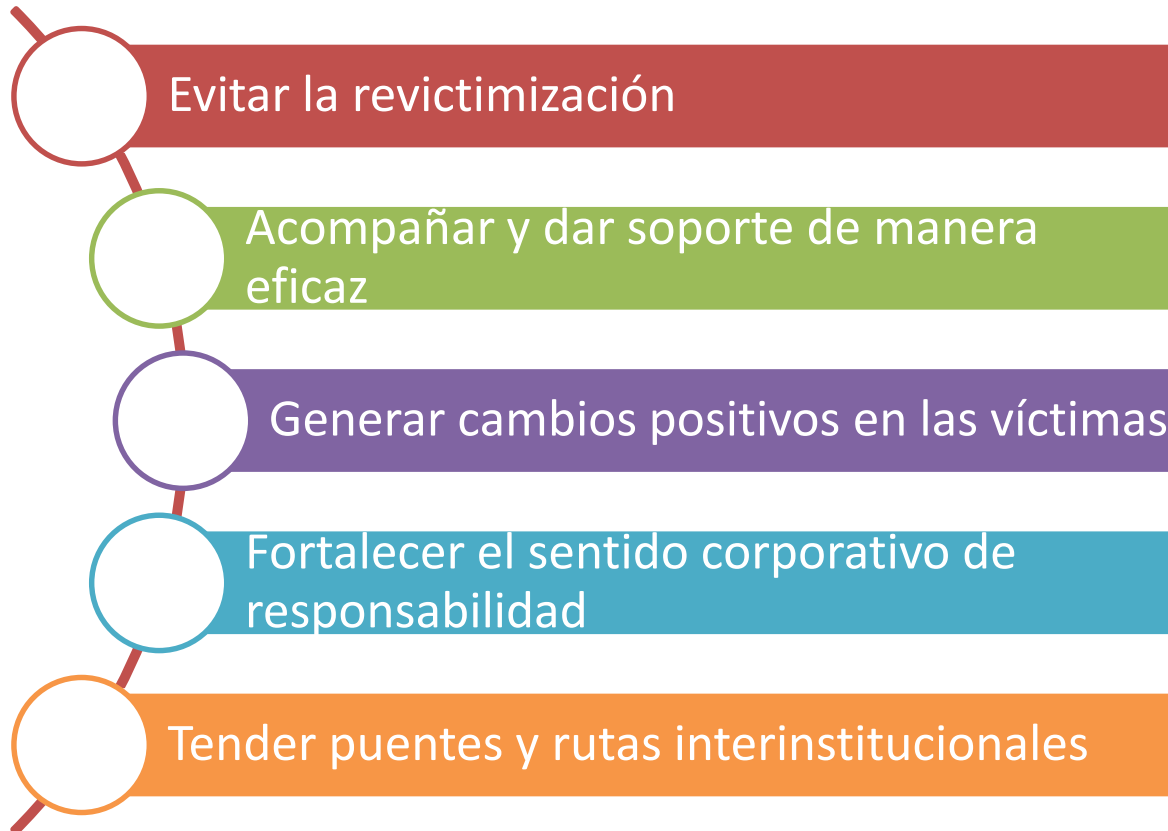 Evitar la revictimización
Acompañar y dar soporte de manera
eficaz
Generar cambios positivos en las víctimas
Fortalecer el sentido corporativo de
responsabilidad
Tender puentes y rutas interinstitucionales